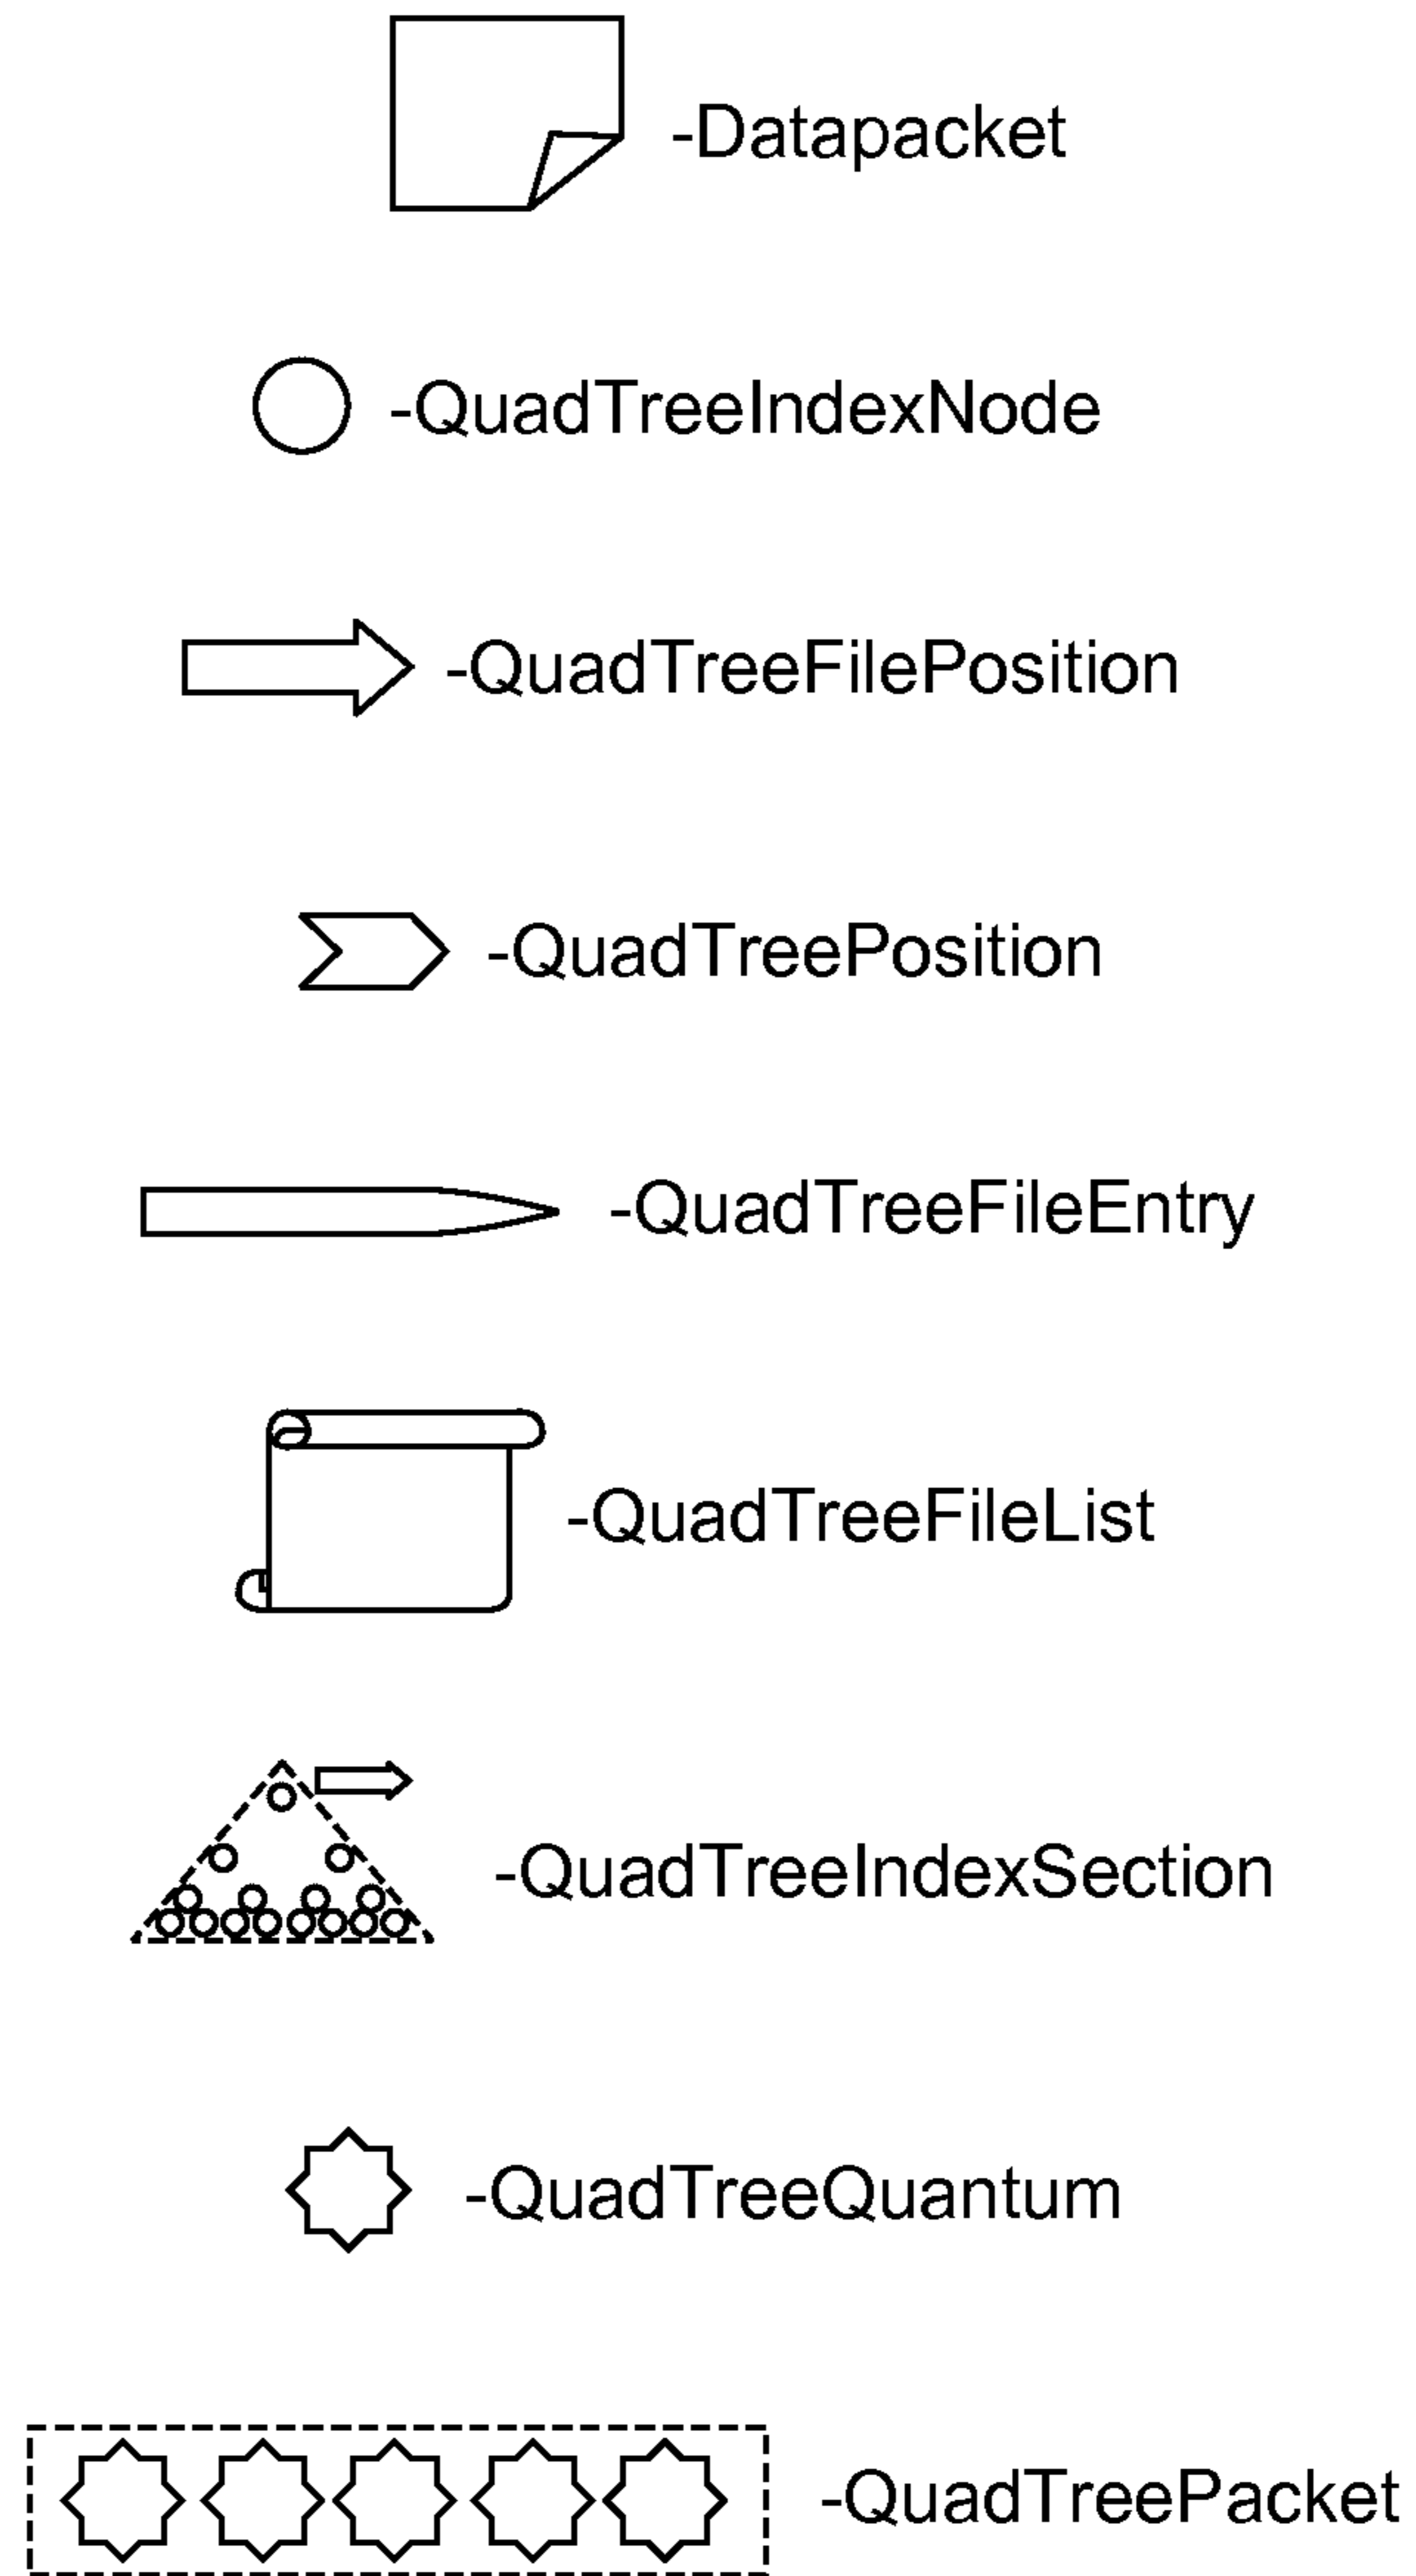 -Datapacket
-QuadTreeIndexNode
-QuadTreeFilePosition
-QuadTreePosition
-QuadTreeFileEntry
-QuadTreeFileList
-QuadTreeIndexSection
-QuadTreeQuantum
-QuadTreePacket